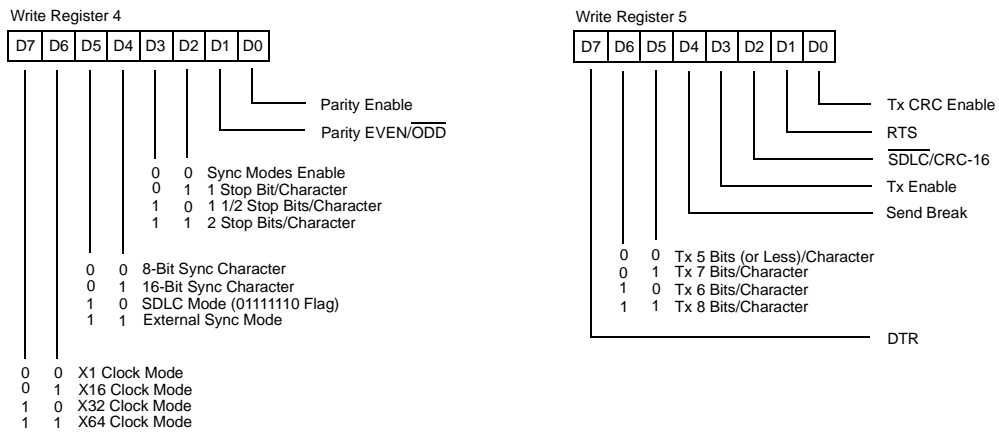 Write Register 4
D7 D6 D5 D4 D3 D2 D1 D0
Parity Enable
Parity EVEN/ODD
0 0 Sync Modes Enable
0 1 1 Stop Bit/Character
1 0 1 1/2 Stop Bits/Character
1 1 2 Stop Bits/Character
0 0 8-Bit Sync Character
0 1 16-Bit Sync Character
1 0 SDLC Mode (01111110 Flag)
1 1 External Sync Mode
0 0 X1 Clock Mode
0 1 X16 Clock Mode
1 0 X32 Clock Mode
1 1 X64 Clock Mode
Write Register 5
D7 D6 D5 D4 D3 D2 D1 D0
Tx CRC Enable
RTS
SDLC/CRC-16
Tx Enable
Send Break
0 0 Tx 5 Bits (or Less)/Character
0 1 Tx 7 Bits/Character
1 0 Tx 6 Bits/Character
1 1 Tx 8 Bits/Character
DTR